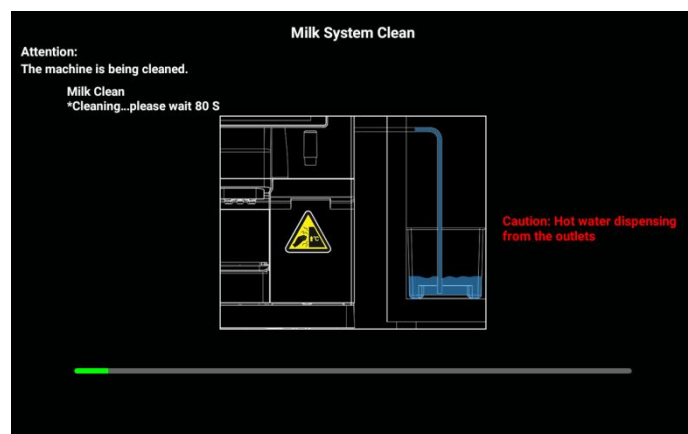 Milk System Clean
Attention:
The machine is being cleaned.
Milk Clean
*Cleaning...please wait 80 S
Caution: Hot water dispensing
from the outlets